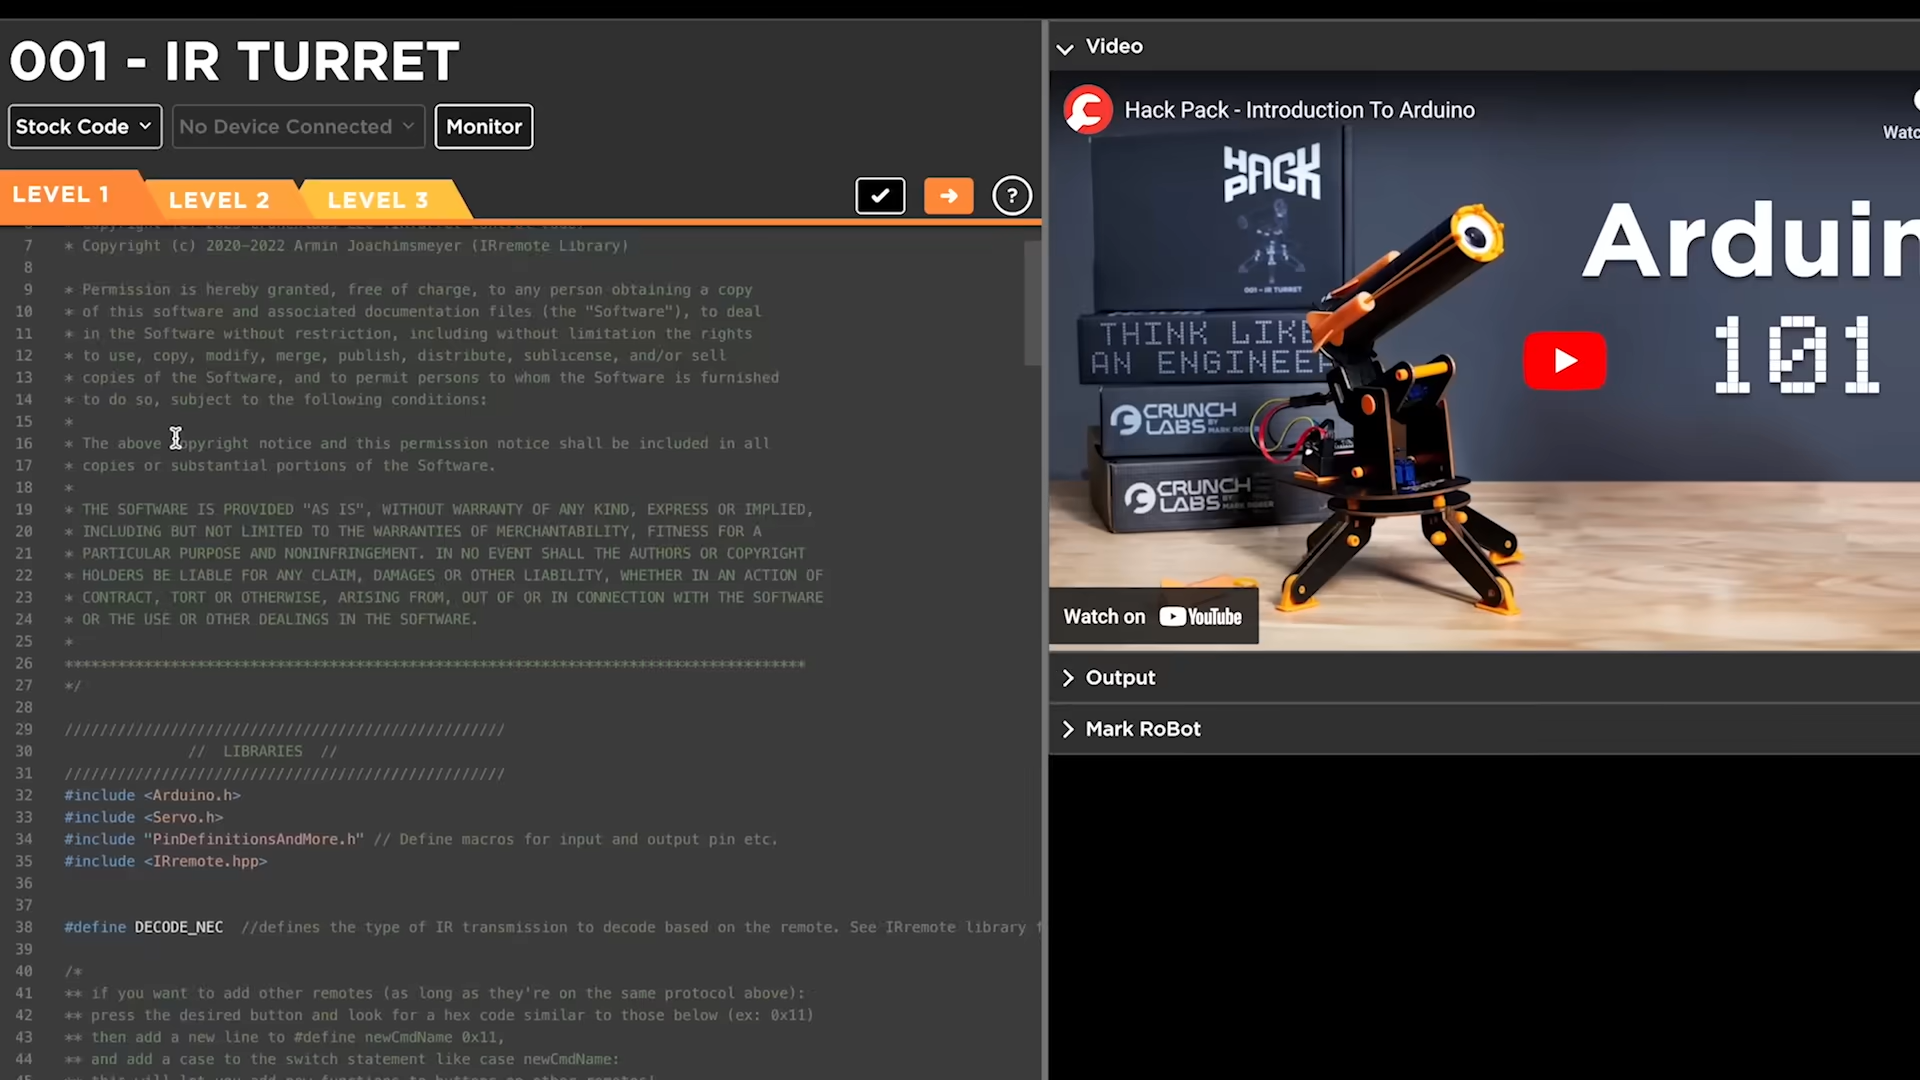 001 - IR TURRET
Stock Code
No Device Connected
Monitor
LEVEL 1
LEVEL 2
LEVEL 3
?
7 * Copyright (c) 2020-2022 Armin Joachimsmeyer (IRremote Library)
8
9 * Permission is hereby granted, free of charge, to any person obtaining a copy
10 * of this software and associated documentation files (the "Software"), to deal
11 * in the Software without restriction, including without limitation the rights
12 * to use, copy, modify, merge, publish, distribute, sublicense, and/or sell
13 * copies of the Software, and to permit persons to whom the Software is furnished
14 * to do so, subject to the following conditions:
15 *
16 * The above copyright notice and this permission notice shall be included in all
17 * copies or substantial portions of the Software.
18 *
19 * THE SOFTWARE IS PROVIDED "AS IS", WITHOUT WARRANTY OF ANY KIND, EXPRESS OR IMPLIED,
20 * INCLUDING BUT NOT LIMITED TO THE WARRANTIES OF MERCHANTABILITY, FITNESS FOR A
21 * PARTICULAR PURPOSE AND NONINFRINGEMENT. IN NO EVENT SHALL THE AUTHORS OR COPYRIGHT
22 * HOLDERS BE LIABLE FOR ANY CLAIM, DAMAGES OR OTHER LIABILITY, WHETHER IN AN ACTION OF
23 * CONTRACT, TORT OR OTHERWISE, ARISING FROM, OUT OF OR IN CONNECTION WITH THE SOFTWARE
24 * OR THE USE OR OTHER DEALINGS IN THE SOFTWARE.
25 *
26 ************************************************************************************
27 */
28
29 //////////////////////////////////////////////////
30 // LIBRARIES //
31 //////////////////////////////////////////////////
32 #include <Arduino.h>
33 #include <Servo.h>
34 #include "PinDefinitionsAndMore.h" // Define macros for input and output pin etc.
35 #include <IRremote.hpp>
36
37
38 #define DECODE_NEC //defines the type of IR transmission to decode based on the remote. See IRremote library f
39
40 /*
41 ** if you want to add other remotes (as long as they're on the same protocol above):
42 ** press the desired button and look for a hex code similar to those below (ex: 0x11)
43 ** then add a new line to #define newCmdName 0x11,
44 ** and add a case to the switch statement like case newCmdName:
Video
Hack Pack - Introduction To Arduino
Watc
HACK
PACK
001 - IR TURRET
Arduin
101
THINK LIKE
AN ENGINEER
CRUNCH
LABS BY MARK ROBER
CRUNCH
LABS BY MARK ROBER
Watch on YouTube
Output
Mark RoBot